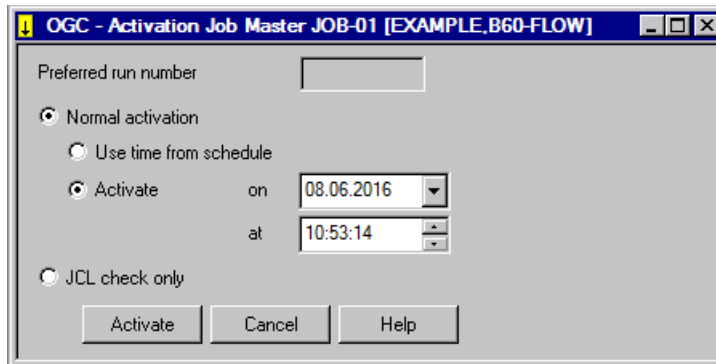 OGC - Activation Job Master JOB-01 [EXAMPLE,B60-FLOW]
Preferred run number
Normal activation
Use time from schedule
Activate on 08.06.2016
at 10:53:14
JCL check only
Activate Cancel Help